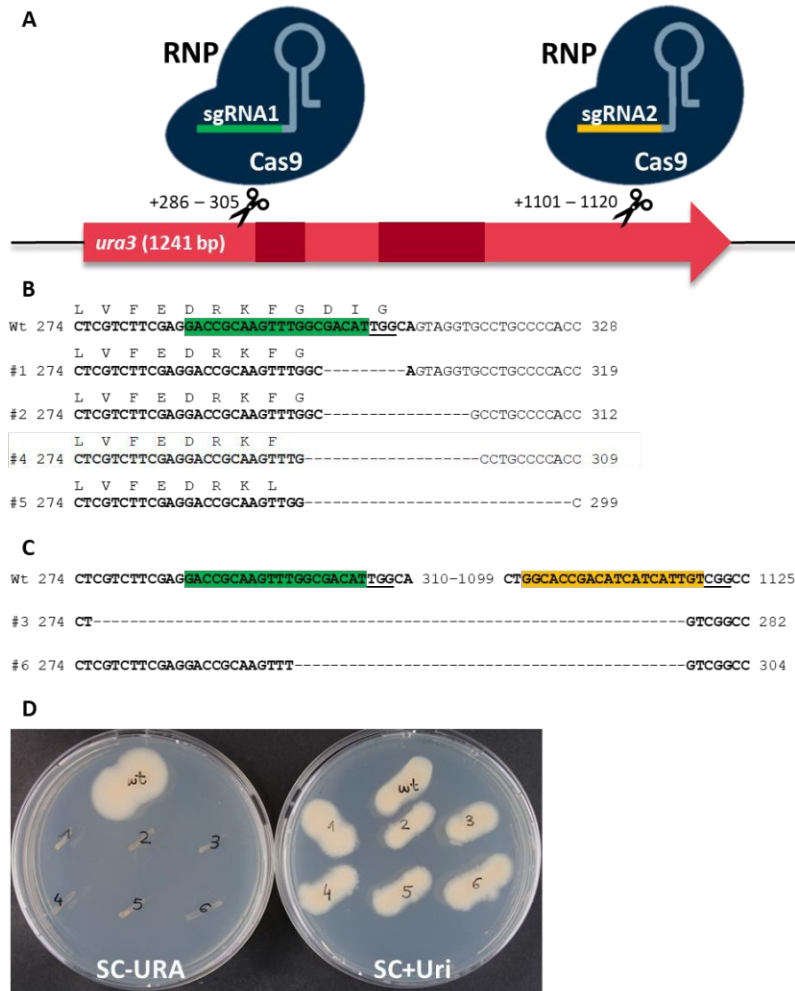 A
RNP
RNP
sgRNA1
sgRNA2
Cas9
Cas9
+286 – 305
+1101 – 1120
ura3 (1241 bp)
B
L V F E D R K F G D I G
Wt 274 CTCGTCTTCGAGGACCGCAAGTTTGGCGACATTGGCAGTAGGTGCCTGCCCCACC 328
L V F E D R K F G
#1 274 CTCGTCTTCGAGGACCGCAAGTTTGGC---------AGTAGGTGCCTGCCCCACC 319
L V F E D R K F G
#2 274 CTCGTCTTCGAGGACCGCAAGTTTGGC----------------GCCTGCCCCACC 312
L V F E D R K F
#4 274 CTCGTCTTCGAGGACCGCAAGTTTG-------------------CCTGCCCCACC 309
L V F E D R K L
#5 274 CTCGTCTTCGAGGACCGCAAGTTGG-----------------------------C 299
C
Wt 274 CTCGTCTTCGAGGACCGCAAGTTTGGCGACATTGGCA 310–1099 CTGGCACCGACATCATCATTGTCGGCC 1125
#3 274 CT-----------------------------------------------------------------GTCGGCC 282
#6 274 CTCGTCTTCGAGGACCGCAAGTTT-------------------------------------------GTCGGCC 304
D
wt
wt
1 2 3
1 2 3
4 5 6
4 5 6
SC-URA
SC+Uri